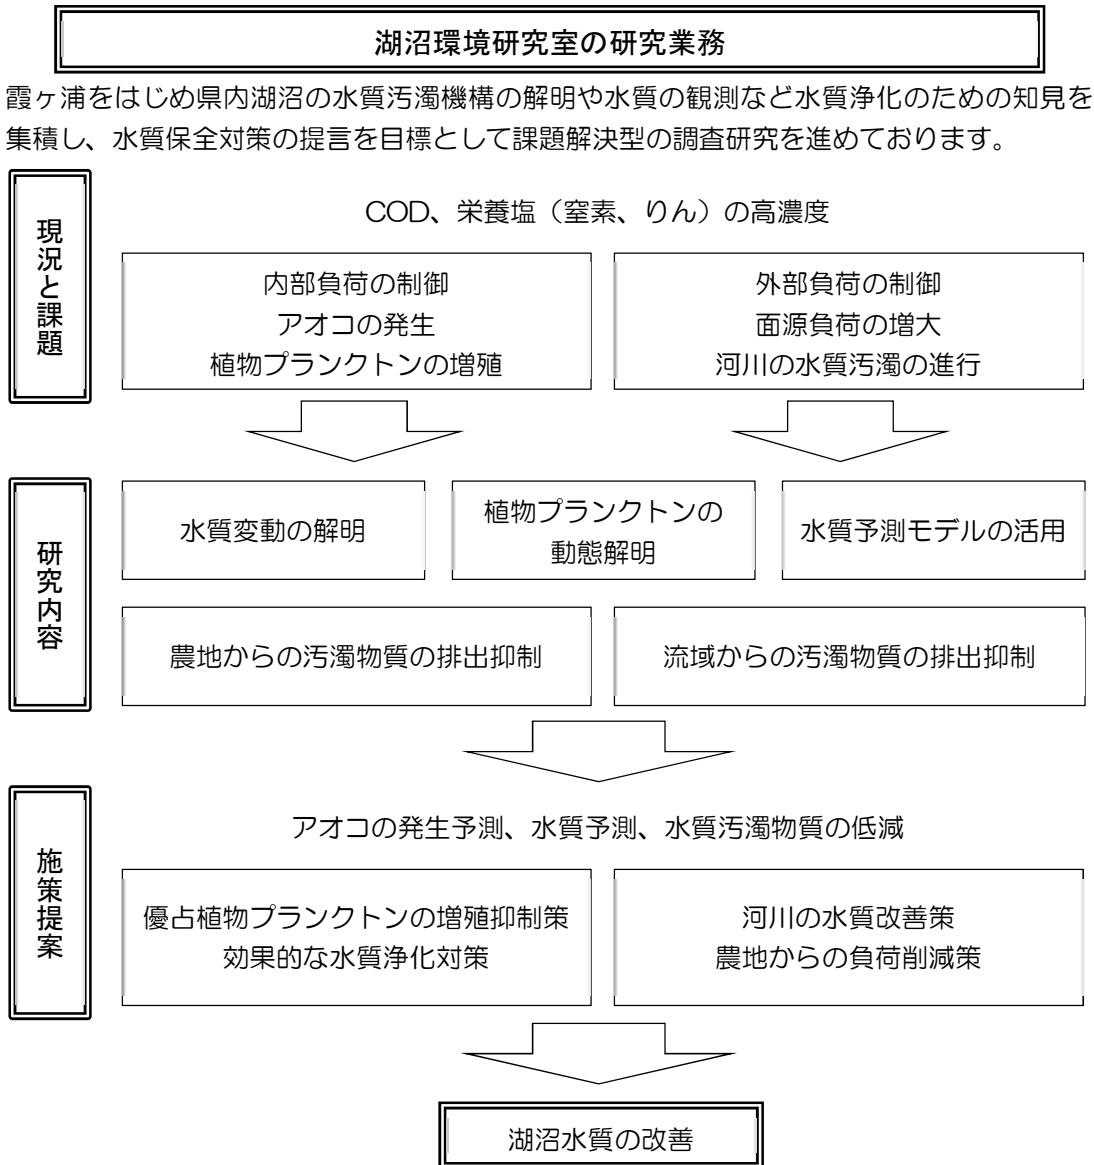 湖沼環境研究室の研究業務
霞ヶ浦をはじめ県内湖沼の水質汚濁機構の解明や水質の観測など水質浄化のための知見を
集積し、水質保全対策の提言を目標として課題解決型の調査研究を進めております。
現況と課題
COD、栄養塩（窒素、りん）の高濃度
内部負荷の制御
アオコの発生
植物プランクトンの増殖
外部負荷の制御
面源負荷の増大
河川の水質汚濁の進行
研究内容
水質変動の解明
植物プランクトンの
動態解明
水質予測モデルの活用
農地からの汚濁物質の排出抑制
流域からの汚濁物質の排出抑制
施策提案
アオコの発生予測、水質予測、水質汚濁物質の低減
優占植物プランクトンの増殖抑制策
効果的な水質浄化対策
河川の水質改善策
農地からの負荷削減策
湖沼水質の改善